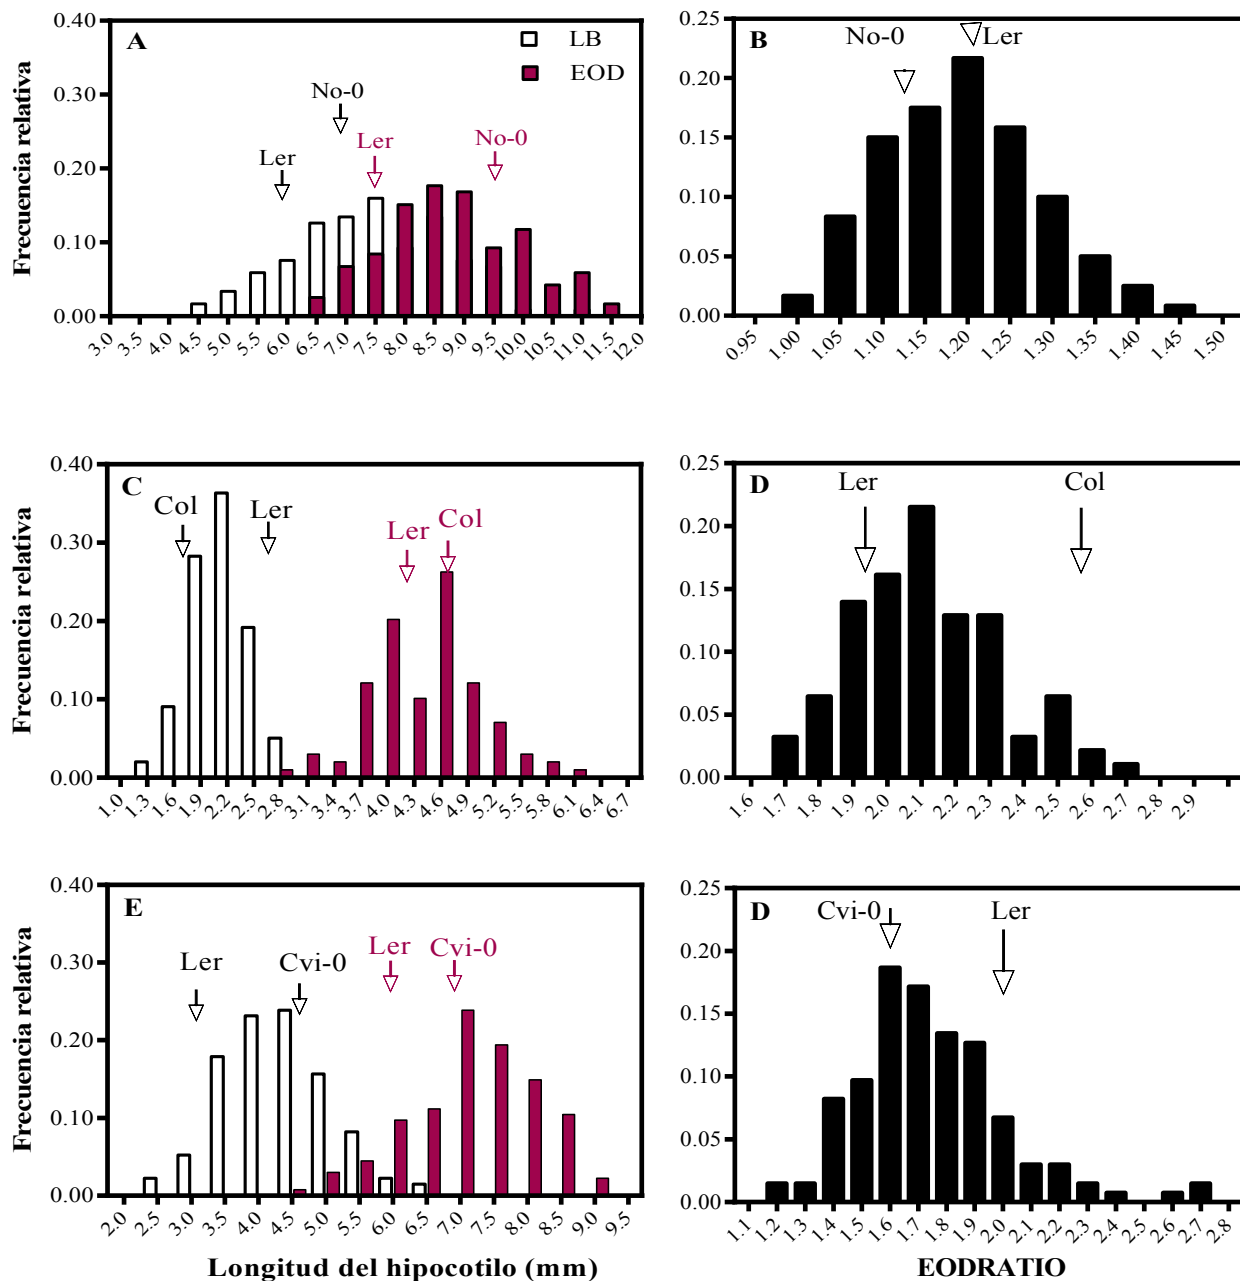 A
LB
EOD
No-0
Ler
Ler
No-0
Frecuencia relativa
0.40
0.30
0.20
0.10
0.00
3.0 3.5 4.0 4.5 5.0 5.5 6.0 6.5 7.0 7.5 8.0 8.5 9.0 9.5 10.0 10.5 11.0 11.5 12.0
B
No-0
Ler
0.25
0.20
0.15
0.10
0.05
0.00
0.95 1.00 1.05 1.10 1.15 1.20 1.25 1.30 1.35 1.40 1.45 1.50
C
Col
Ler
Ler
Col
Frecuencia relativa
0.40
0.30
0.20
0.10
0.00
1.0 1.3 1.6 1.9 2.2 2.5 2.8 3.1 3.4 3.7 4.0 4.3 4.6 4.9 5.2 5.5 5.8 6.1 6.4 6.7
D
Ler
Col
0.25
0.20
0.15
0.10
0.05
0.00
1.6 1.7 1.8 1.9 2.0 2.1 2.2 2.3 2.4 2.5 2.6 2.7 2.8 2.9
E
Ler
Cvi-0
Ler
Cvi-0
Frecuencia relativa
0.40
0.30
0.20
0.10
0.00
2.0 2.5 3.0 3.5 4.0 4.5 5.0 5.5 6.0 6.5 7.0 7.5 8.0 8.5 9.0 9.5
Longitud del hipocotilo (mm)
D
Cvi-0
Ler
0.25
0.20
0.15
0.10
0.05
0.00
1.1 1.2 1.3 1.4 1.5 1.6 1.7 1.8 1.9 2.0 2.1 2.2 2.3 2.4 2.5 2.6 2.7 2.8
EODRATIO